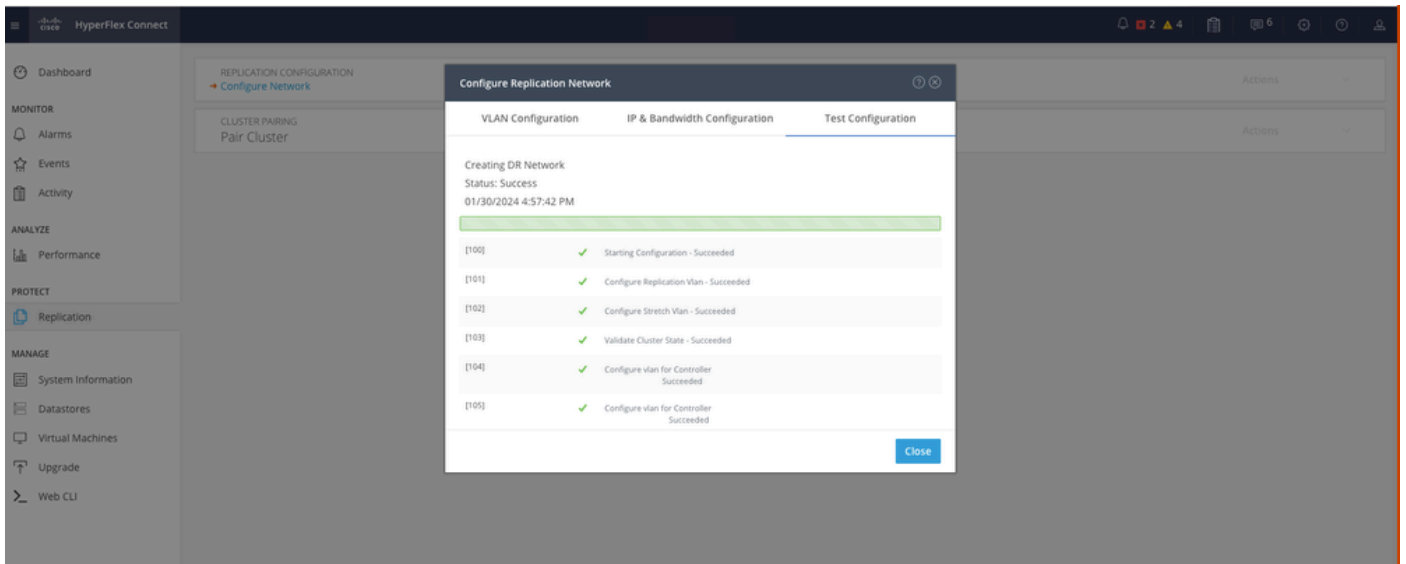 cisco HyperFlex Connect
2 4 6
Dashboard
MONITOR
Alarms
Events
Activity
ANALYZE
Performance
PROTECT
Replication
MANAGE
System Information
Datastores
Virtual Machines
Upgrade
Web CLI
REPLICATION CONFIGURATION
Configure Network
Actions
CLUSTER PAIRING
Pair Cluster
Actions
Configure Replication Network
VLAN Configuration IP & Bandwidth Configuration Test Configuration
Creating DR Network
Status: Success
01/30/2024 4:57:42 PM
[100] Starting Configuration - Succeeded
[101] Configure Replication Vlan - Succeeded
[102] Configure Stretch Vlan - Succeeded
[103] Validate Cluster State - Succeeded
[104] Configure vlan for Controller
Succeeded
[105] Configure vlan for Controller
Succeeded
Close